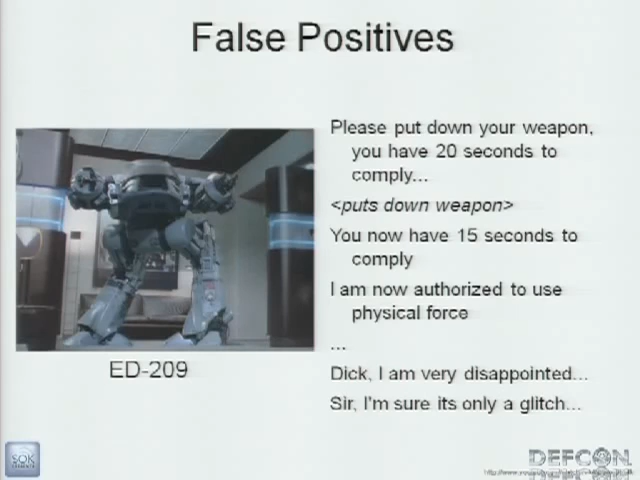 False Positives
Please put down your weapon,
you have 20 seconds to
comply...
<puts down weapon>
You now have 15 seconds to
comply
I am now authorized to use
physical force
...
Dick, I am very disappointed...
Sir, I'm sure its only a glitch...
ED-209
SOK
DEFCON